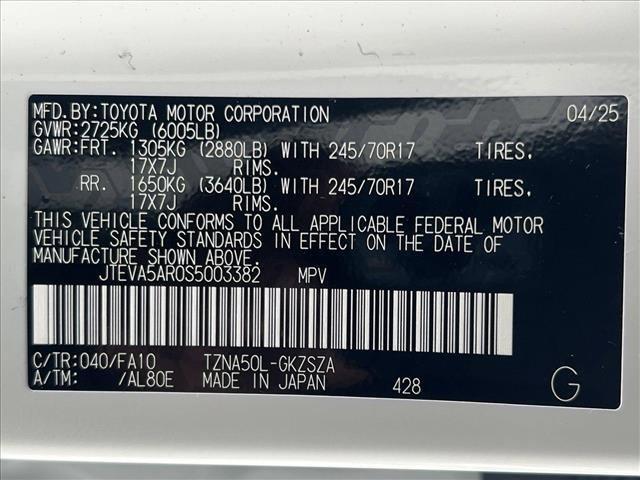 MFD.BY:TOYOTA MOTOR CORPORATION 04/25
GVWR:2725KG (6005LB)
GAWR:FRT. 1305KG (2880LB) WITH 245/70R17 TIRES.
17X7J RIMS.
RR. 1650KG (3640LB) WITH 245/70R17 TIRES.
17X7J RIMS.
THIS VEHICLE CONFORMS TO ALL APPLICABLE FEDERAL MOTOR
VEHICLE SAFETY STANDARDS IN EFFECT ON THE DATE OF
MANUFACTURE SHOWN ABOVE.
JTEVA5AR0S5003382 MPV
C/TR:040/FA10 TZNA50L-GKZSZA
A/TM: /AL80E MADE IN JAPAN 428 G